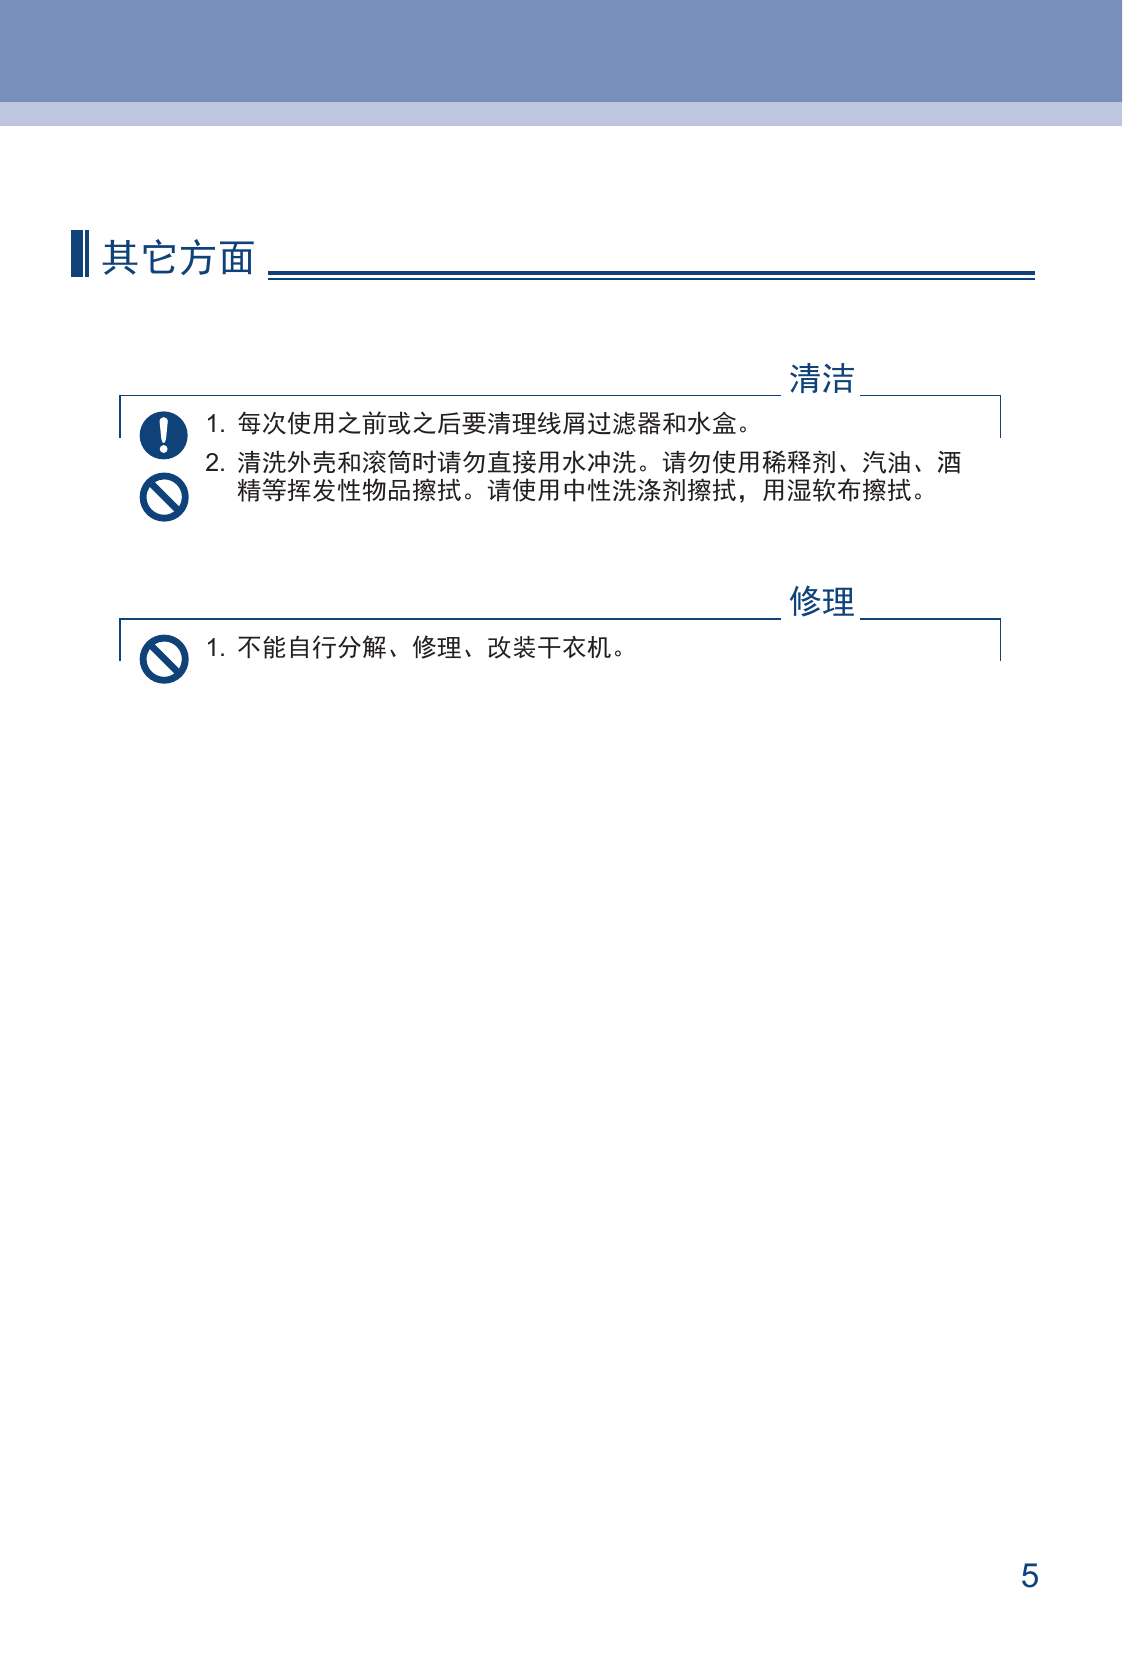 其它方面
清洁
1. 每次使用之前或之后要清理线屑过滤器和水盒。
2. 清洗外壳和滚筒时请勿直接用水冲洗。请勿使用稀释剂、汽油、酒
精等挥发性物品擦拭。请使用中性洗涤剂擦拭，用湿软布擦拭。
修理
1. 不能自行分解、修理、改装干衣机。
5